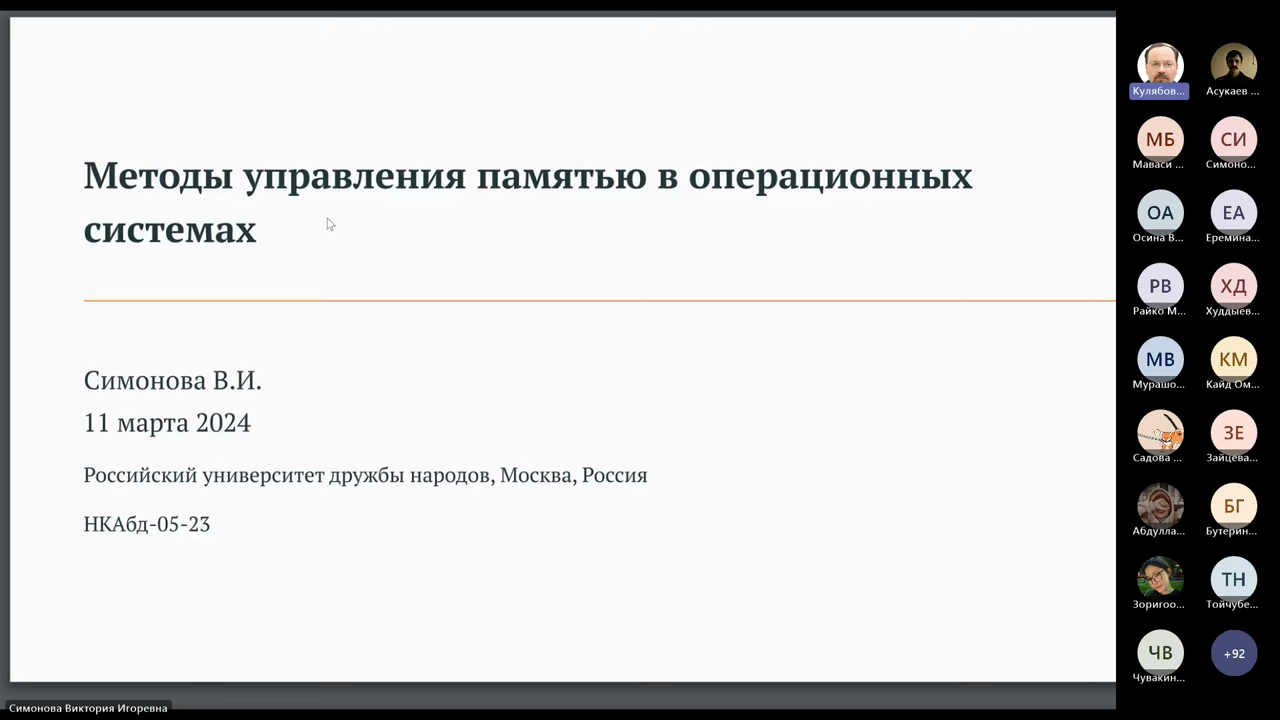 Методы управления памятью в операционных
системах
Симонова В.И.
11 марта 2024
Российский университет дружбы народов, Москва, Россия
НКАбд-05-23
Симонова Виктория Игоревна
Кулябов...
Асукаев ...
МБ
Маваси ...
СИ
Симоно...
ОА
Осина В...
ЕА
Еремина...
РВ
Райко М...
ХД
Худдыев...
МВ
Мурашо...
КМ
Кайд Ом...
Садова ...
ЗЕ
Зайцева...
Абдулла...
БГ
Бутерин...
Зоригоо...
ТН
Тойчубе...
ЧВ
Чувакин...
+92